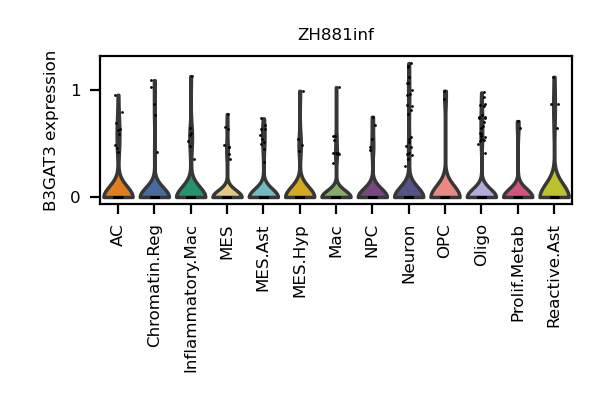 ZH881inf
B3GAT3 expression
1
0
AC
Chromatin.Reg
Inflammatory.Mac
MES
MES.Ast
MES.Hyp
Mac
NPC
Neuron
OPC
Oligo
Prolif.Metab
Reactive.Ast